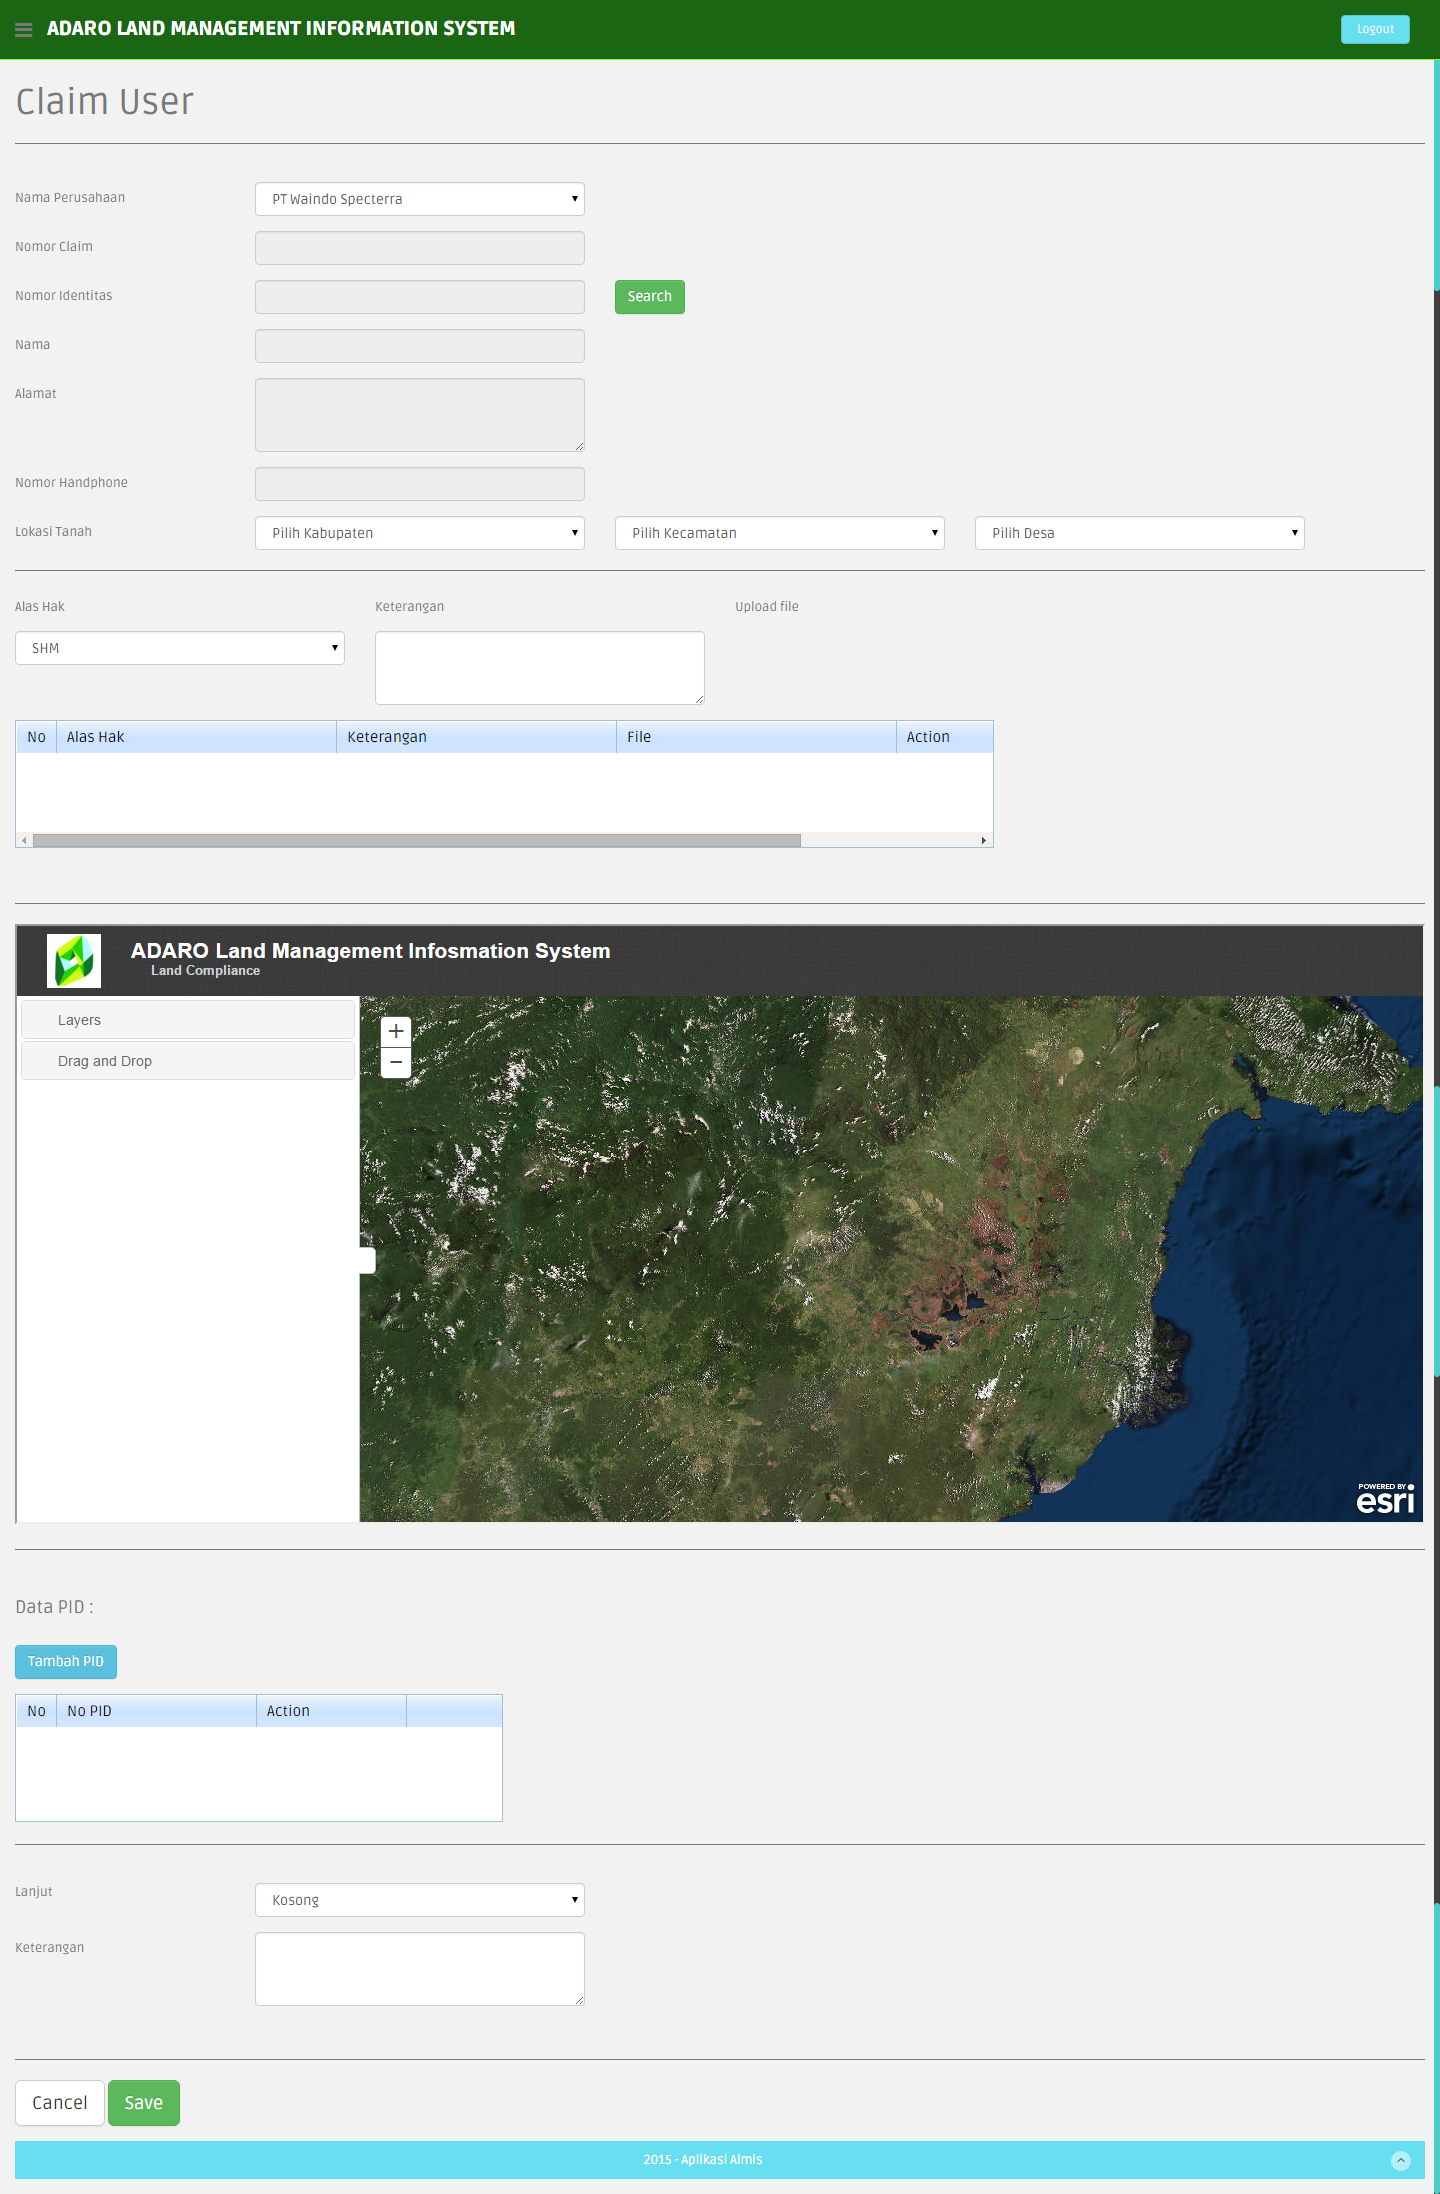 ADARO LAND MANAGEMENT INFORMATION SYSTEM
Logout
Claim User
Nama Perusahaan
PT Waindo Specterra
Nomor Claim
Nomor Identitas
Search
Nama
Alamat
Nomor Handphone
Lokasi Tanah
Pilih Kabupaten
Pilih Kecamatan
Pilih Desa
Alas Hak
Keterangan
Upload file
SHM
No
Alas Hak
Keterangan
File
Action
ADARO Land Management Infosmation System
Land Compliance
Layers
Drag and Drop
+
−
POWERED BY
esri
Data PID :
Tambah PID
No
No PID
Action
Lanjut
Kosong
Keterangan
Cancel
Save
2015 - Aplikasi Almis